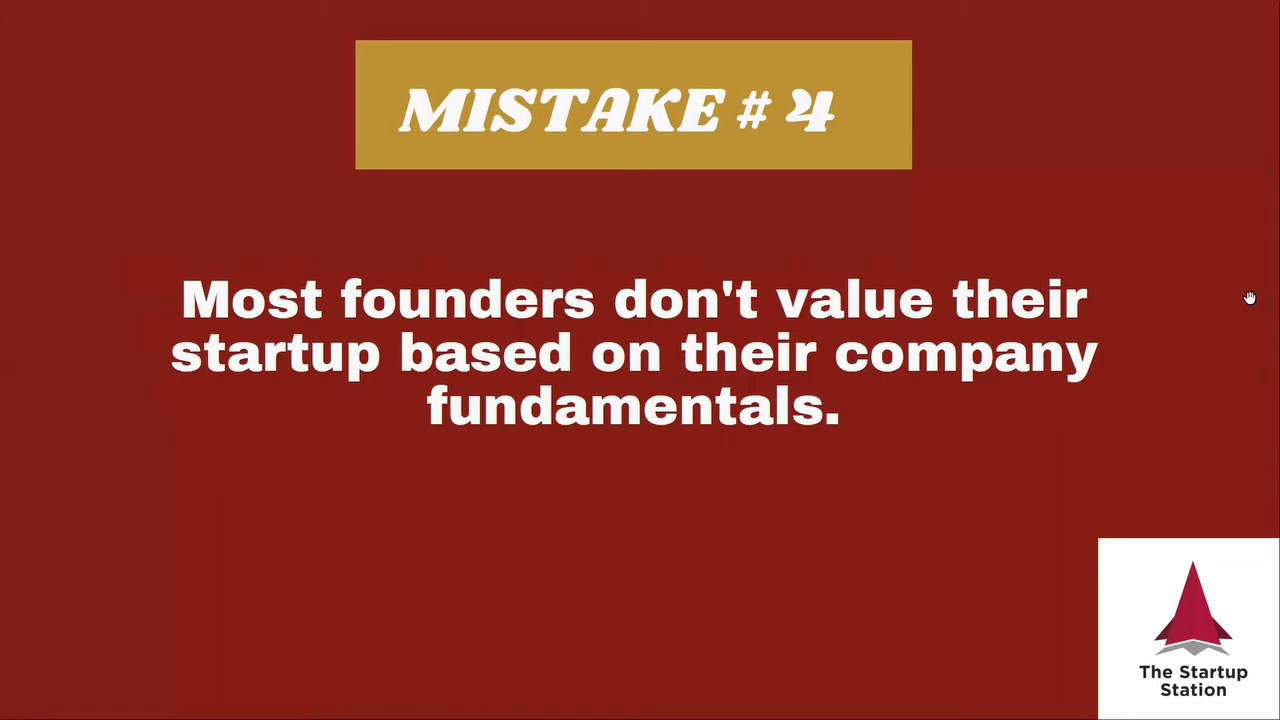 MISTAKE # 4
Most founders don't value their
startup based on their company
fundamentals.
The Startup
Station